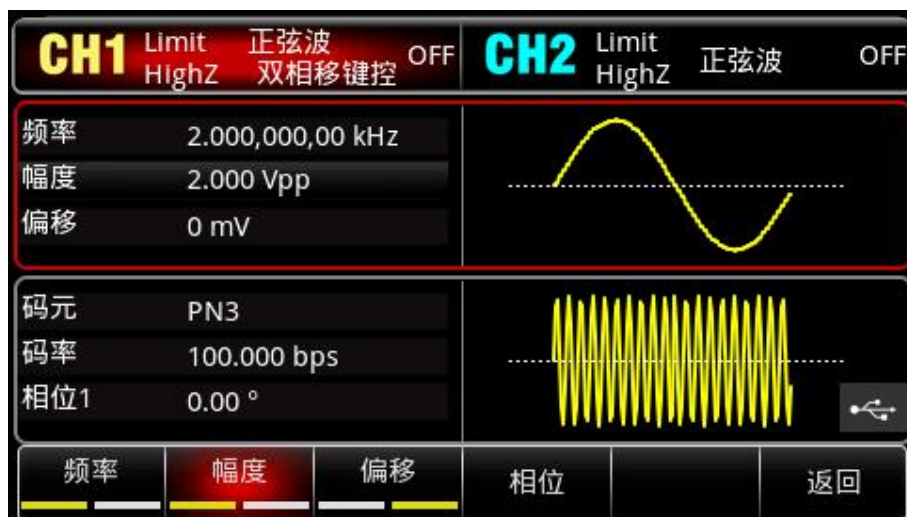 CH1 Limit 正弦波 OFF
HighZ 双相移键控
CH2 Limit 正弦波 OFF
HighZ
频率 2.000,000,00 kHz
幅度 2.000 Vpp
偏移 0 mV
码元 PN3
码率 100.000 bps
相位1 0.00 °
频率 幅度 偏移 相位 返回